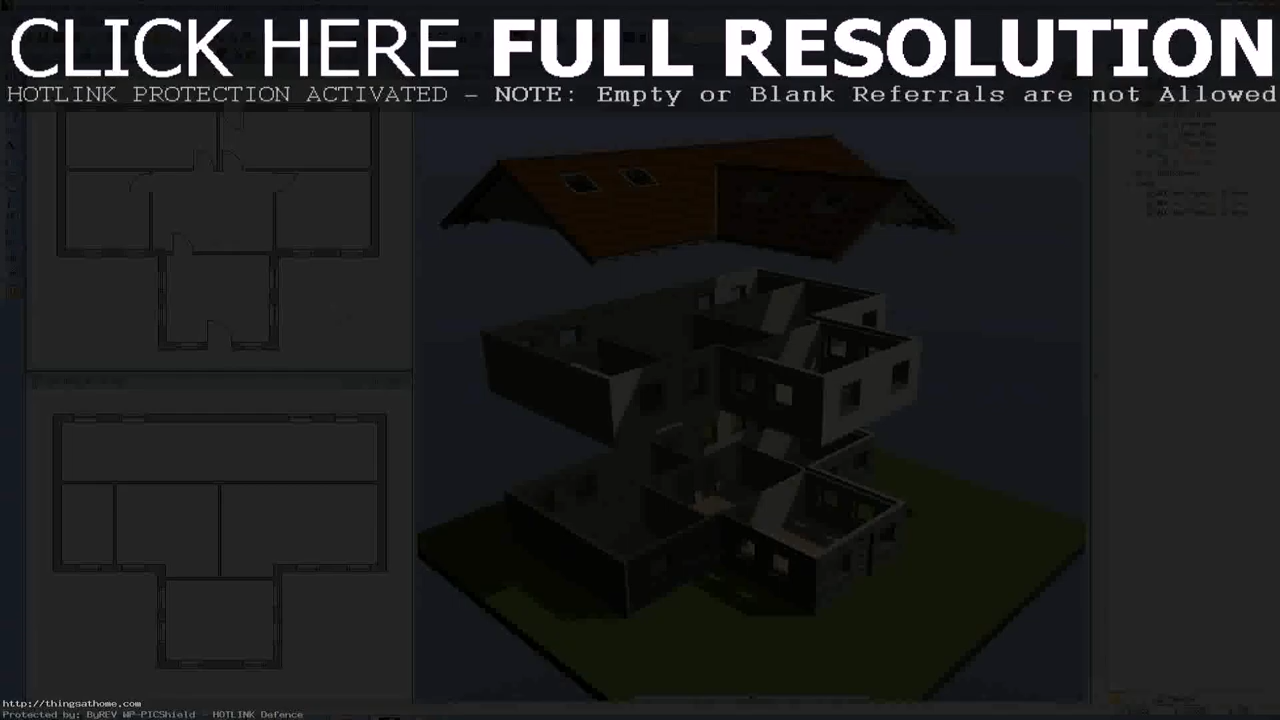 CLICK HERE FULL RESOLUTION
HOTLINK PROTECTION ACTIVATED - NOTE: Empty or Blank Referrals are not Allowed
http://thingsathome.com
Protected by: ByREV WP-PICShield - HOTLINK Defence